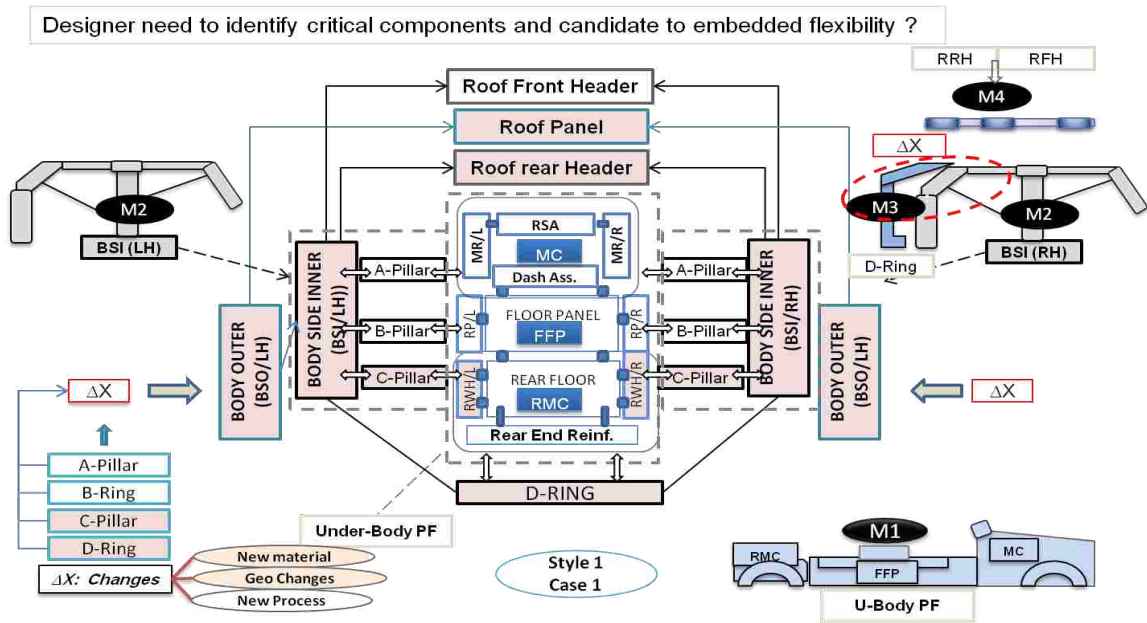 Designer need to identify critical components and candidate to embedded flexibility ?
RRH
RFH
M4
Roof Front Header
Roof Panel
Roof rear Header
ΔX
M2
BSI (LH)
M3
M2
BSI (RH)
D-Ring
BODY SIDE INNER
(BSI/LH))
BODY OUTER
(BSO/LH)
A-Pillar
B-Pillar
C-Pillar
MR/L
RSA
MR/R
MC
Dash Ass.
RP/L
FLOOR PANEL
FFP
RP/R
RWH/L
REAR FLOOR
RMC
RWH/R
Rear End Reinf.
D-RING
A-Pillar
B-Pillar
C-Pillar
BODY SIDE INNER
(BSI/RH)
BODY OUTER
(BSO/LH)
ΔX
ΔX
A-Pillar
B-Ring
C-Pillar
D-Ring
ΔX: Changes
New material
Geo Changes
New Process
Under-Body PF
Style 1
Case 1
M1
RMC
FFP
MC
U-Body PF